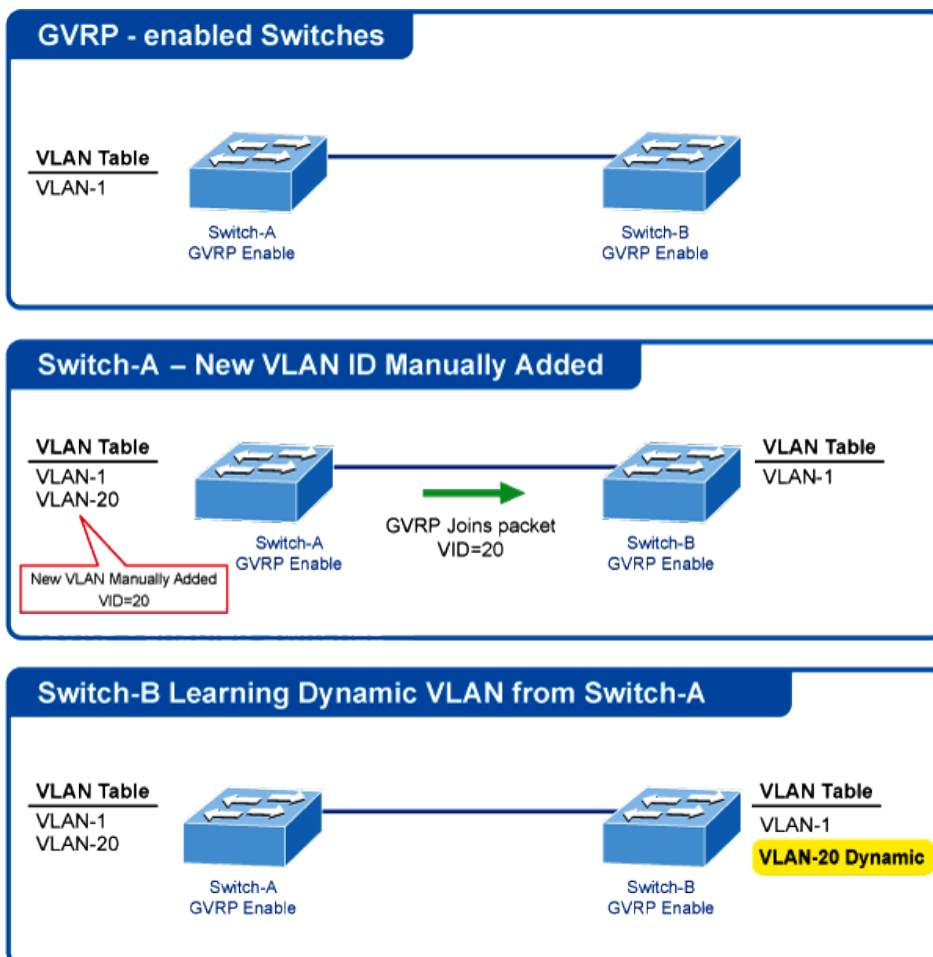 GVRP - enabled Switches
VLAN Table
VLAN-1
Switch-A
GVRP Enable
Switch-B
GVRP Enable
Switch-A – New VLAN ID Manually Added
VLAN Table
VLAN-1
VLAN-20
New VLAN Manually Added
VID=20
Switch-A
GVRP Enable
GVRP Joins packet
VID=20
Switch-B
GVRP Enable
VLAN Table
VLAN-1
Switch-B Learning Dynamic VLAN from Switch-A
VLAN Table
VLAN-1
VLAN-20
Switch-A
GVRP Enable
Switch-B
GVRP Enable
VLAN Table
VLAN-1
VLAN-20 Dynamic